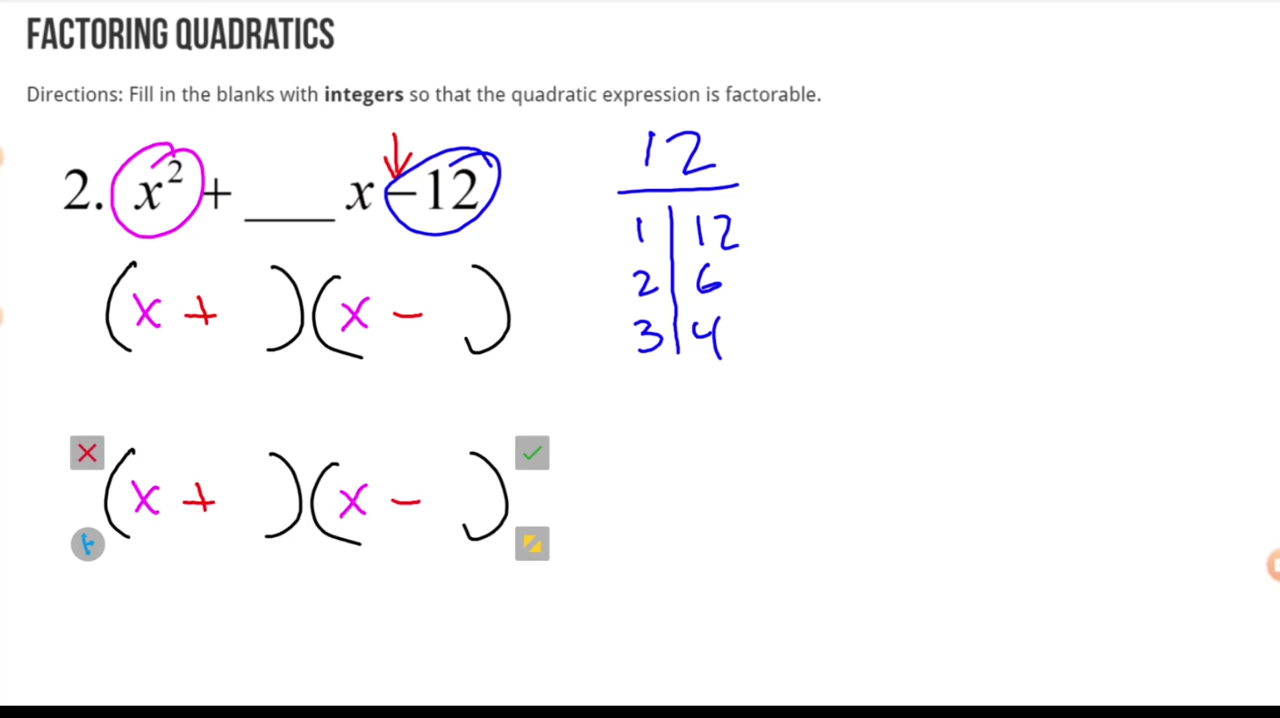 FACTORING QUADRATICS
Directions: Fill in the blanks with integers so that the quadratic expression is factorable.
2. x² + ____ x − 12
(x + )(x − )
(x + )(x − )
12
1 | 12
2 | 6
3 | 4